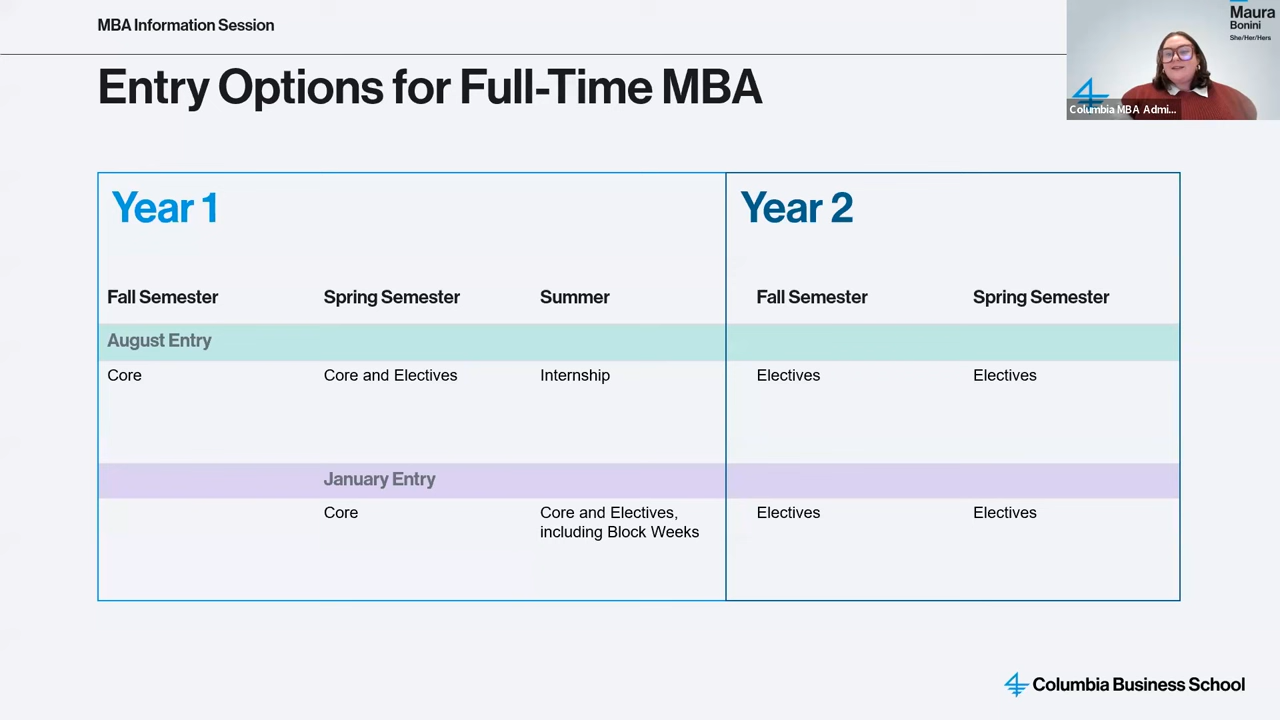 MBA Information Session
Maura
Bonini
She/Her/Hers
Columbia MBA Admi...
Entry Options for Full-Time MBA
Year 1
Year 2
Fall Semester
Spring Semester
Summer
Fall Semester
Spring Semester
August Entry
Core
Core and Electives
Internship
Electives
Electives
January Entry
Core
Core and Electives,
including Block Weeks
Electives
Electives
Columbia Business School